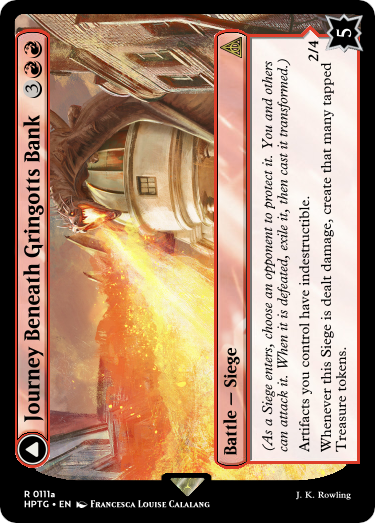 Journey Beneath Gringotts Bank
3
Battle — Siege
(As a Siege enters, choose an opponent to protect it. You and others
can attack it. When it is defeated, exile it, then cast it transformed.)
Artifacts you control have indestructible.
Whenever this Siege is dealt damage, create that many tapped
Treasure tokens.
2/4
5
R 0111a
HPTG • EN Francesca Louise Calalang
J. K. Rowling